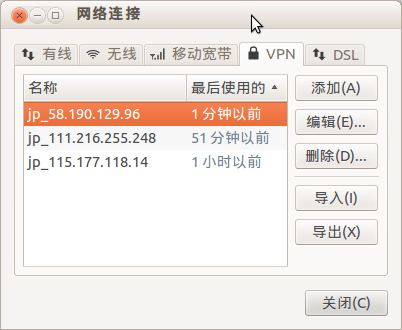 网络连接
有线 无线 移动宽带 VPN DSL
名称 最后使用的
jp_58.190.129.96 1 分钟以前
jp_111.216.255.248 51 分钟以前
jp_115.177.118.14 1 小时以前
添加(A)
编辑(E)...
删除(D)...
导入(I)
导出(X)
关闭(C)